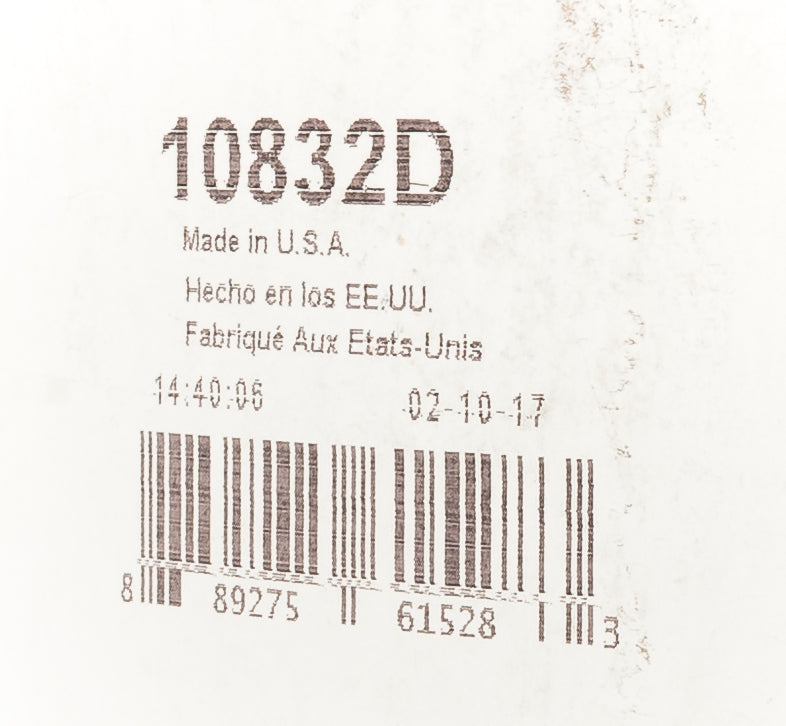 10832D
Made in U.S.A.
Hecho en los EE.UU.
Fabriqué Aux Etats-Unis
14:40:06 02-10-17
8 89275 61528 3